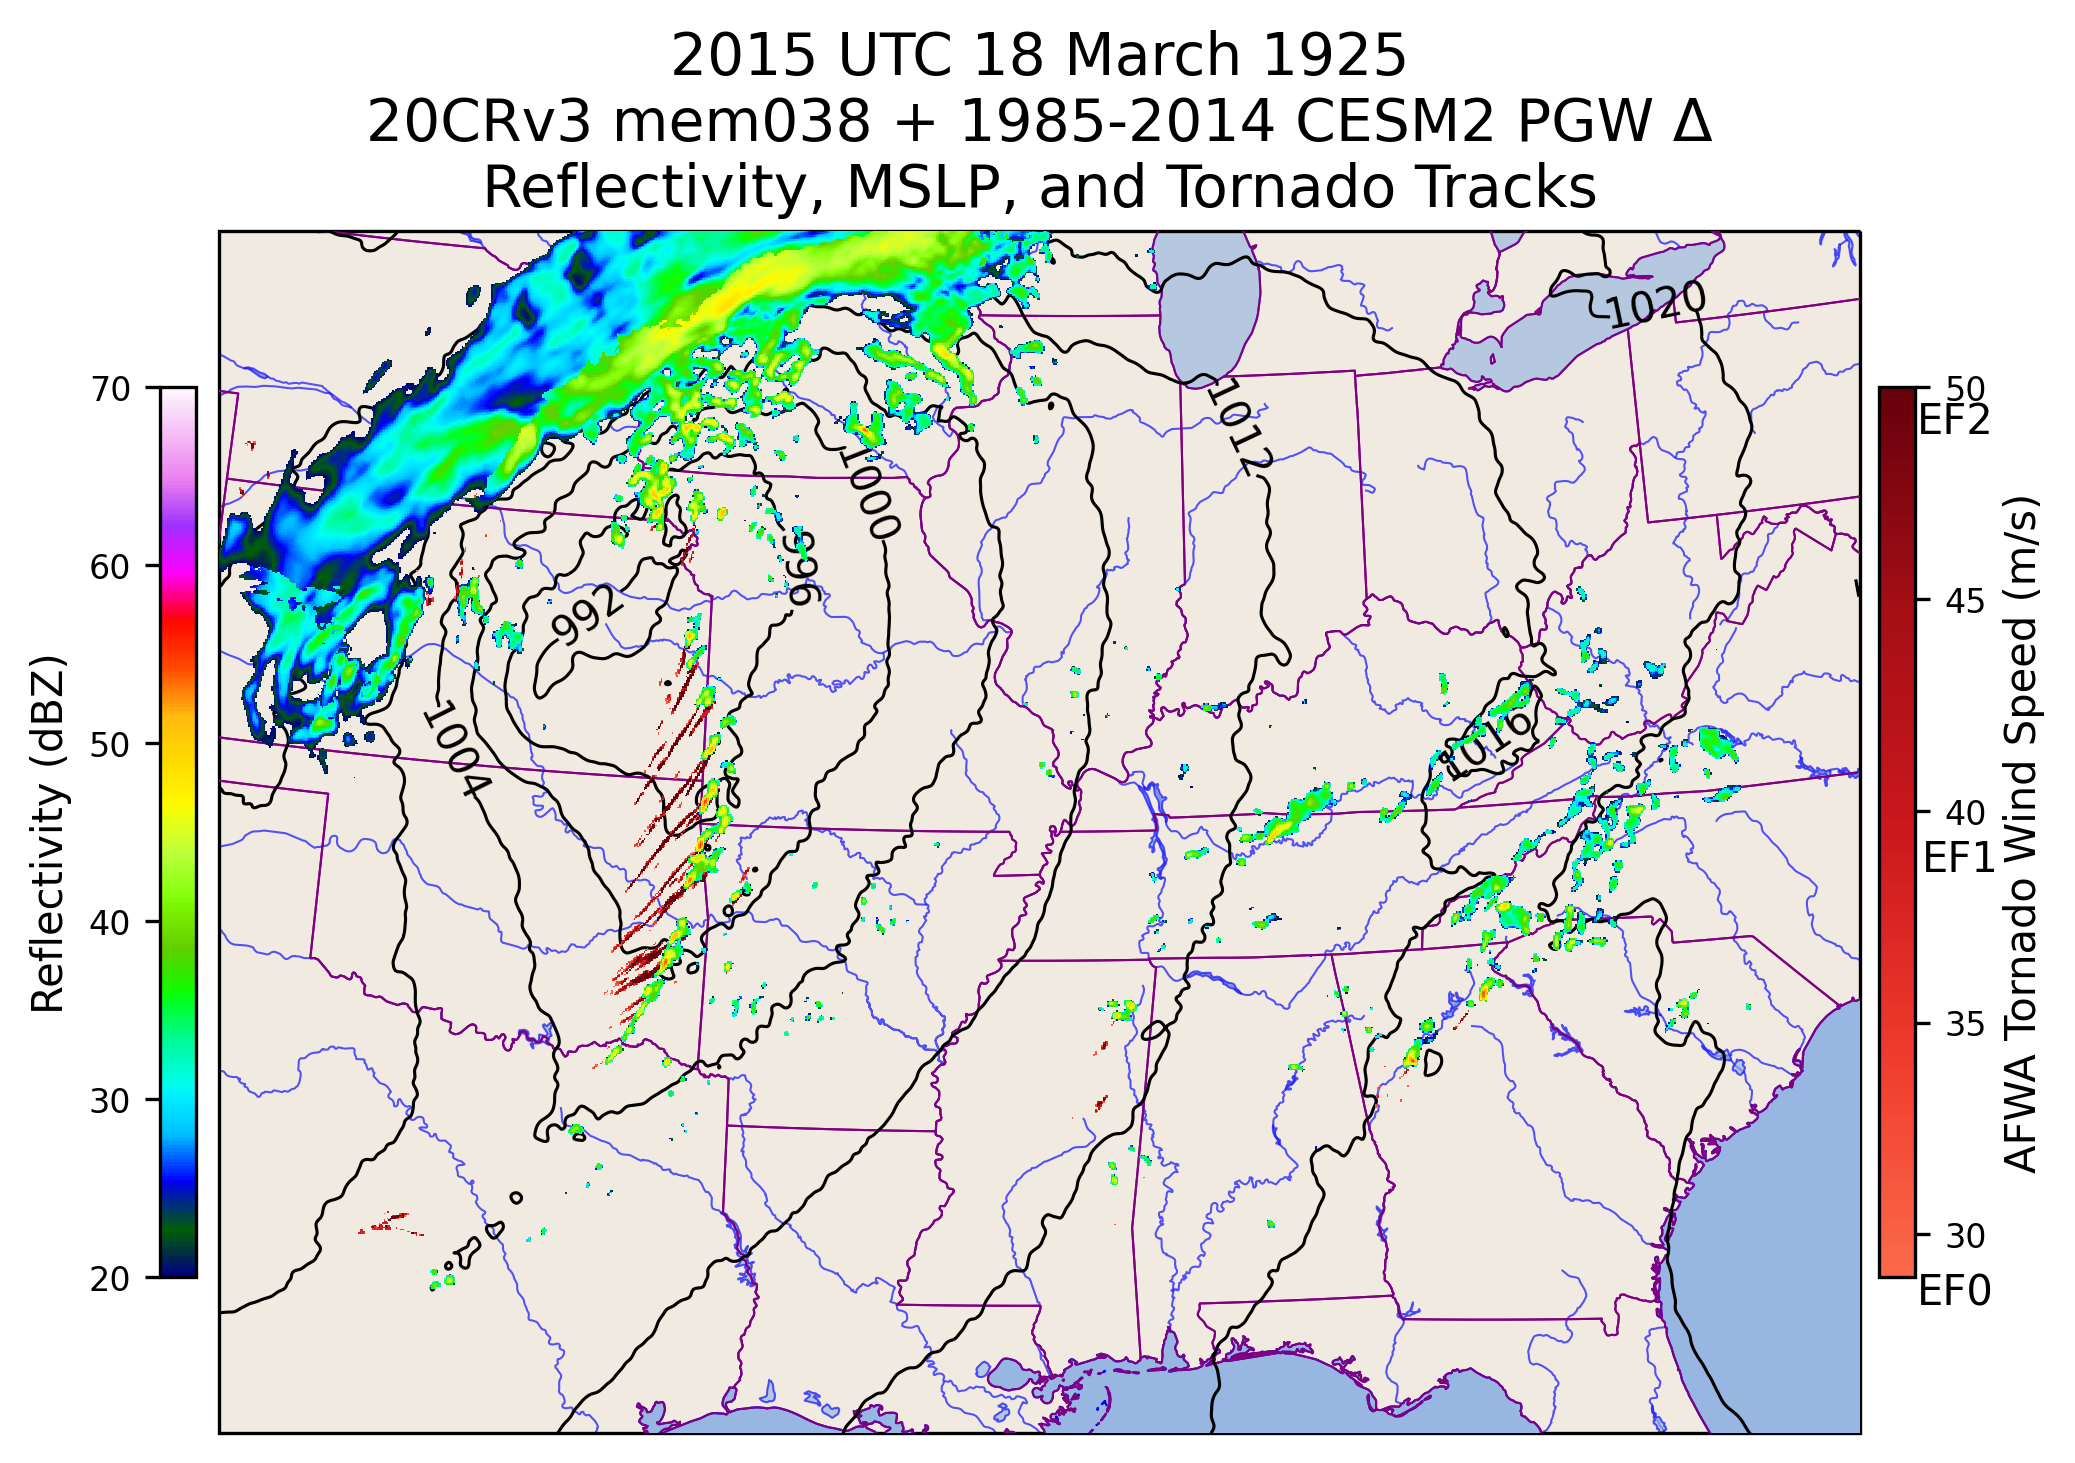 2015 UTC 18 March 1925
20CRv3 mem038 + 1985-2014 CESM2 PGW Δ
Reflectivity, MSLP, and Tornado Tracks
Reflectivity (dBZ)
70
60
50
40
30
20
1020
1012
1000
996
992
1004
1016
50
EF2
45
40
EF1
35
30
EF0
AFWA Tornado Wind Speed (m/s)